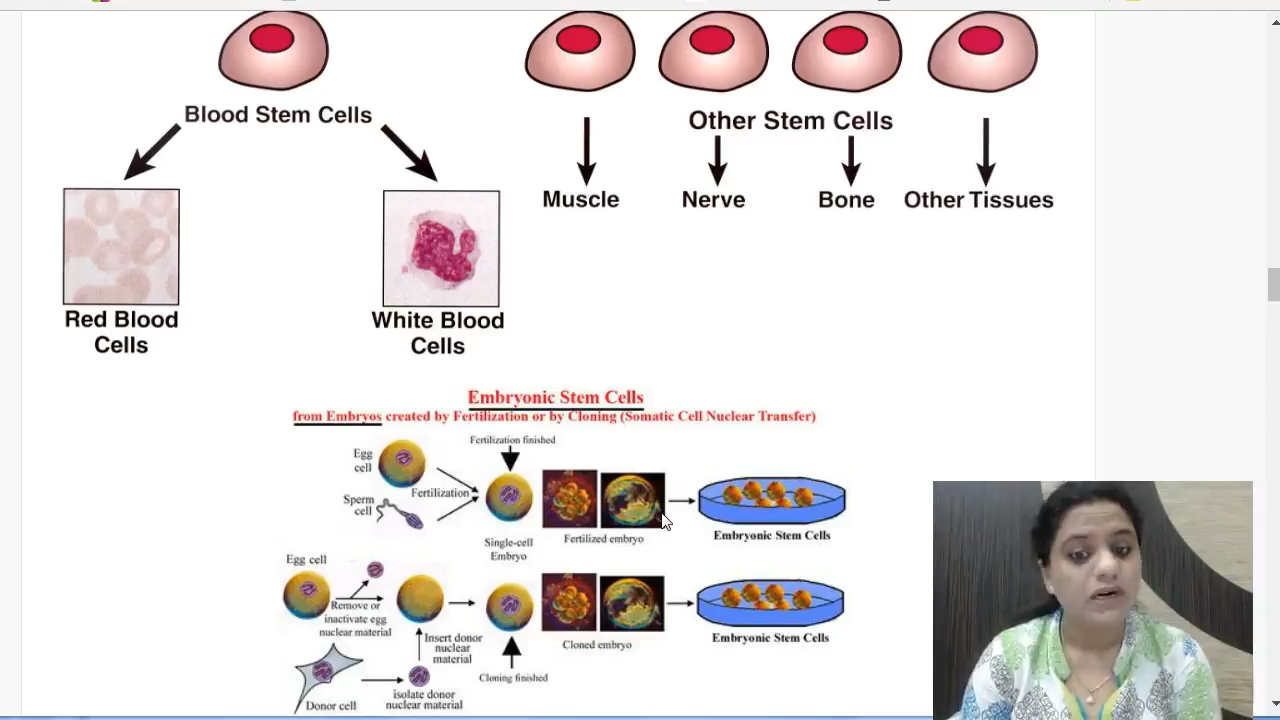 Blood Stem Cells
Other Stem Cells
Muscle
Nerve
Bone
Other Tissues
Red Blood
Cells
White Blood
Cells
Embryonic Stem Cells
from Embryos created by Fertilization or by Cloning (Somatic Cell Nuclear Transfer)
Fertilization finished
Egg
cell
Fertilization
Sperm
cell
Single-cell
Embryo
Fertilized embryo
Embryonic Stem Cells
Egg cell
Remove or
inactivate egg
nuclear material
Insert donor
nuclear
material
Cloned embryo
Embryonic Stem Cells
Cloning finished
Donor cell
isolate donor
nuclear material